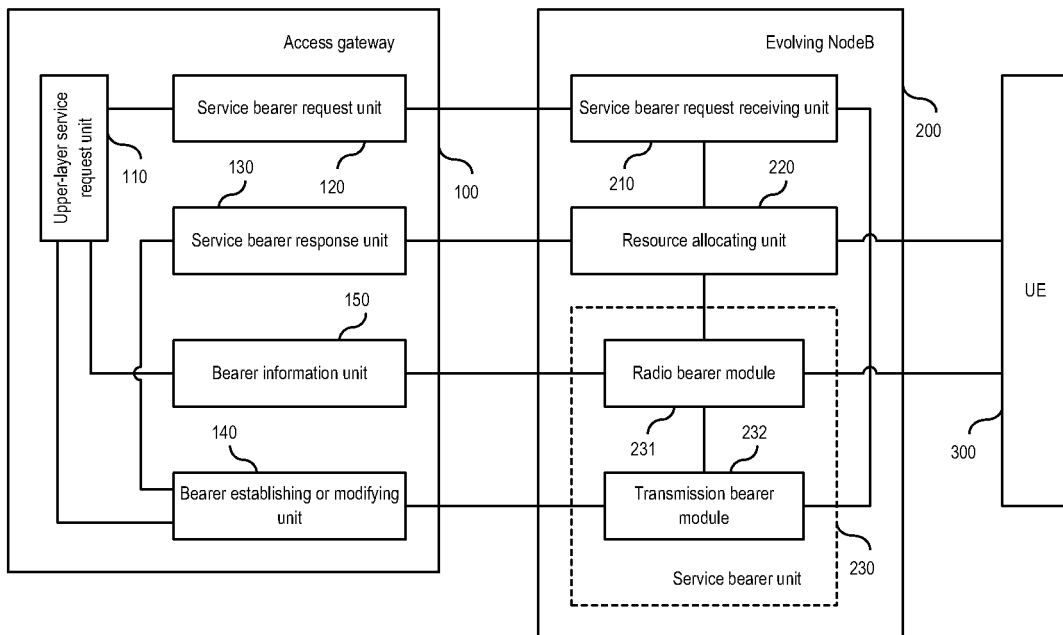 Access gateway
Evolving NodeB
Upper-layer service
request unit
110
Service bearer request unit
120
100
Service bearer request receiving unit
210
200
130
Service bearer response unit
220
Resource allocating unit
UE
300
150
Bearer information unit
Radio bearer module
231
232
140
Bearer establishing or modifying
unit
Transmission bearer
module
230
Service bearer unit